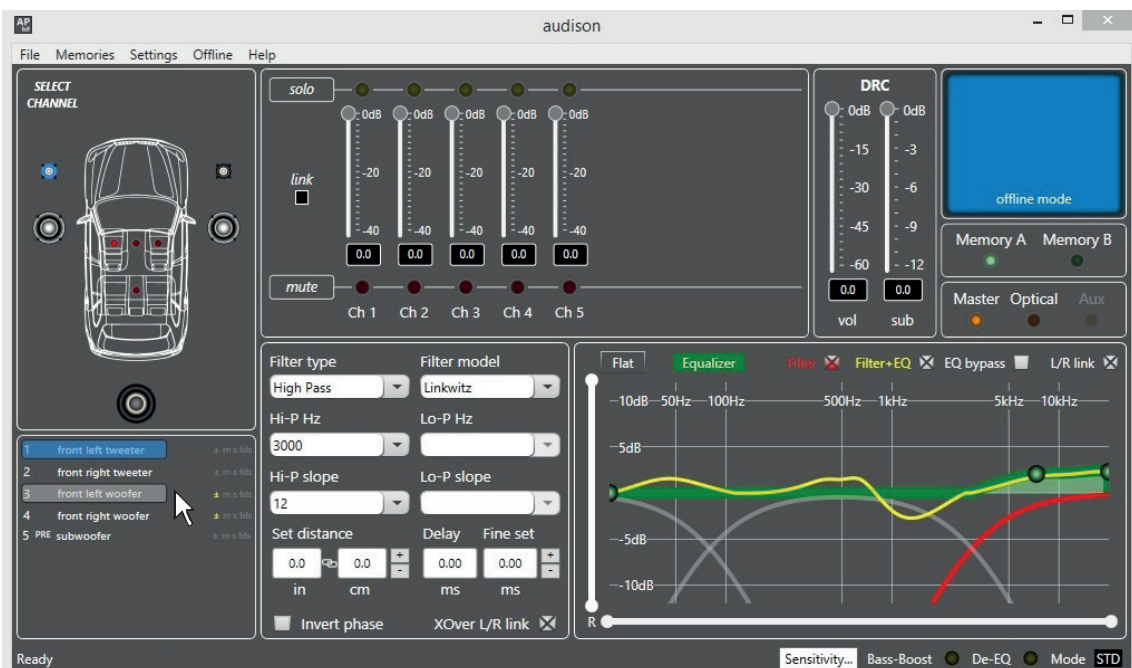 AP
bit
audison
File Memories Settings Offline Help
SELECT
CHANNEL
solo
0dB 0dB 0dB 0dB 0dB
-20 -20 -20 -20 -20
link
-40 -40 -40 -40 -40
0.0 0.0 0.0 0.0 0.0
mute
Ch 1 Ch 2 Ch 3 Ch 4 Ch 5
DRC
0dB 0dB
-15 -3
-30 -6
-45 -9
-60 -12
0.0 0.0
vol sub
offline mode
Memory A Memory B
Master Optical Aux
1 front left tweeter ± m s fds
2 front right tweeter ± m s fds
3 front left woofer ± m s fds
4 front right woofer ± m s fds
5 PRE subwoofer ± m s fds
Filter type Filter model
High Pass Linkwitz
Hi-P Hz Lo-P Hz
3000
Hi-P slope Lo-P slope
12
Set distance Delay Fine set
0.0 0.0 + - 0.00 0.00 + -
in cm ms ms
Invert phase XOver L/R link
Flat Equalizer Filter Filter+EQ EQ bypass L/R link
10dB 50Hz 100Hz 500Hz 1kHz 5kHz 10kHz
5dB
-5dB
-10dB
R
Ready Sensitivity... Bass-Boost De-EQ Mode STD